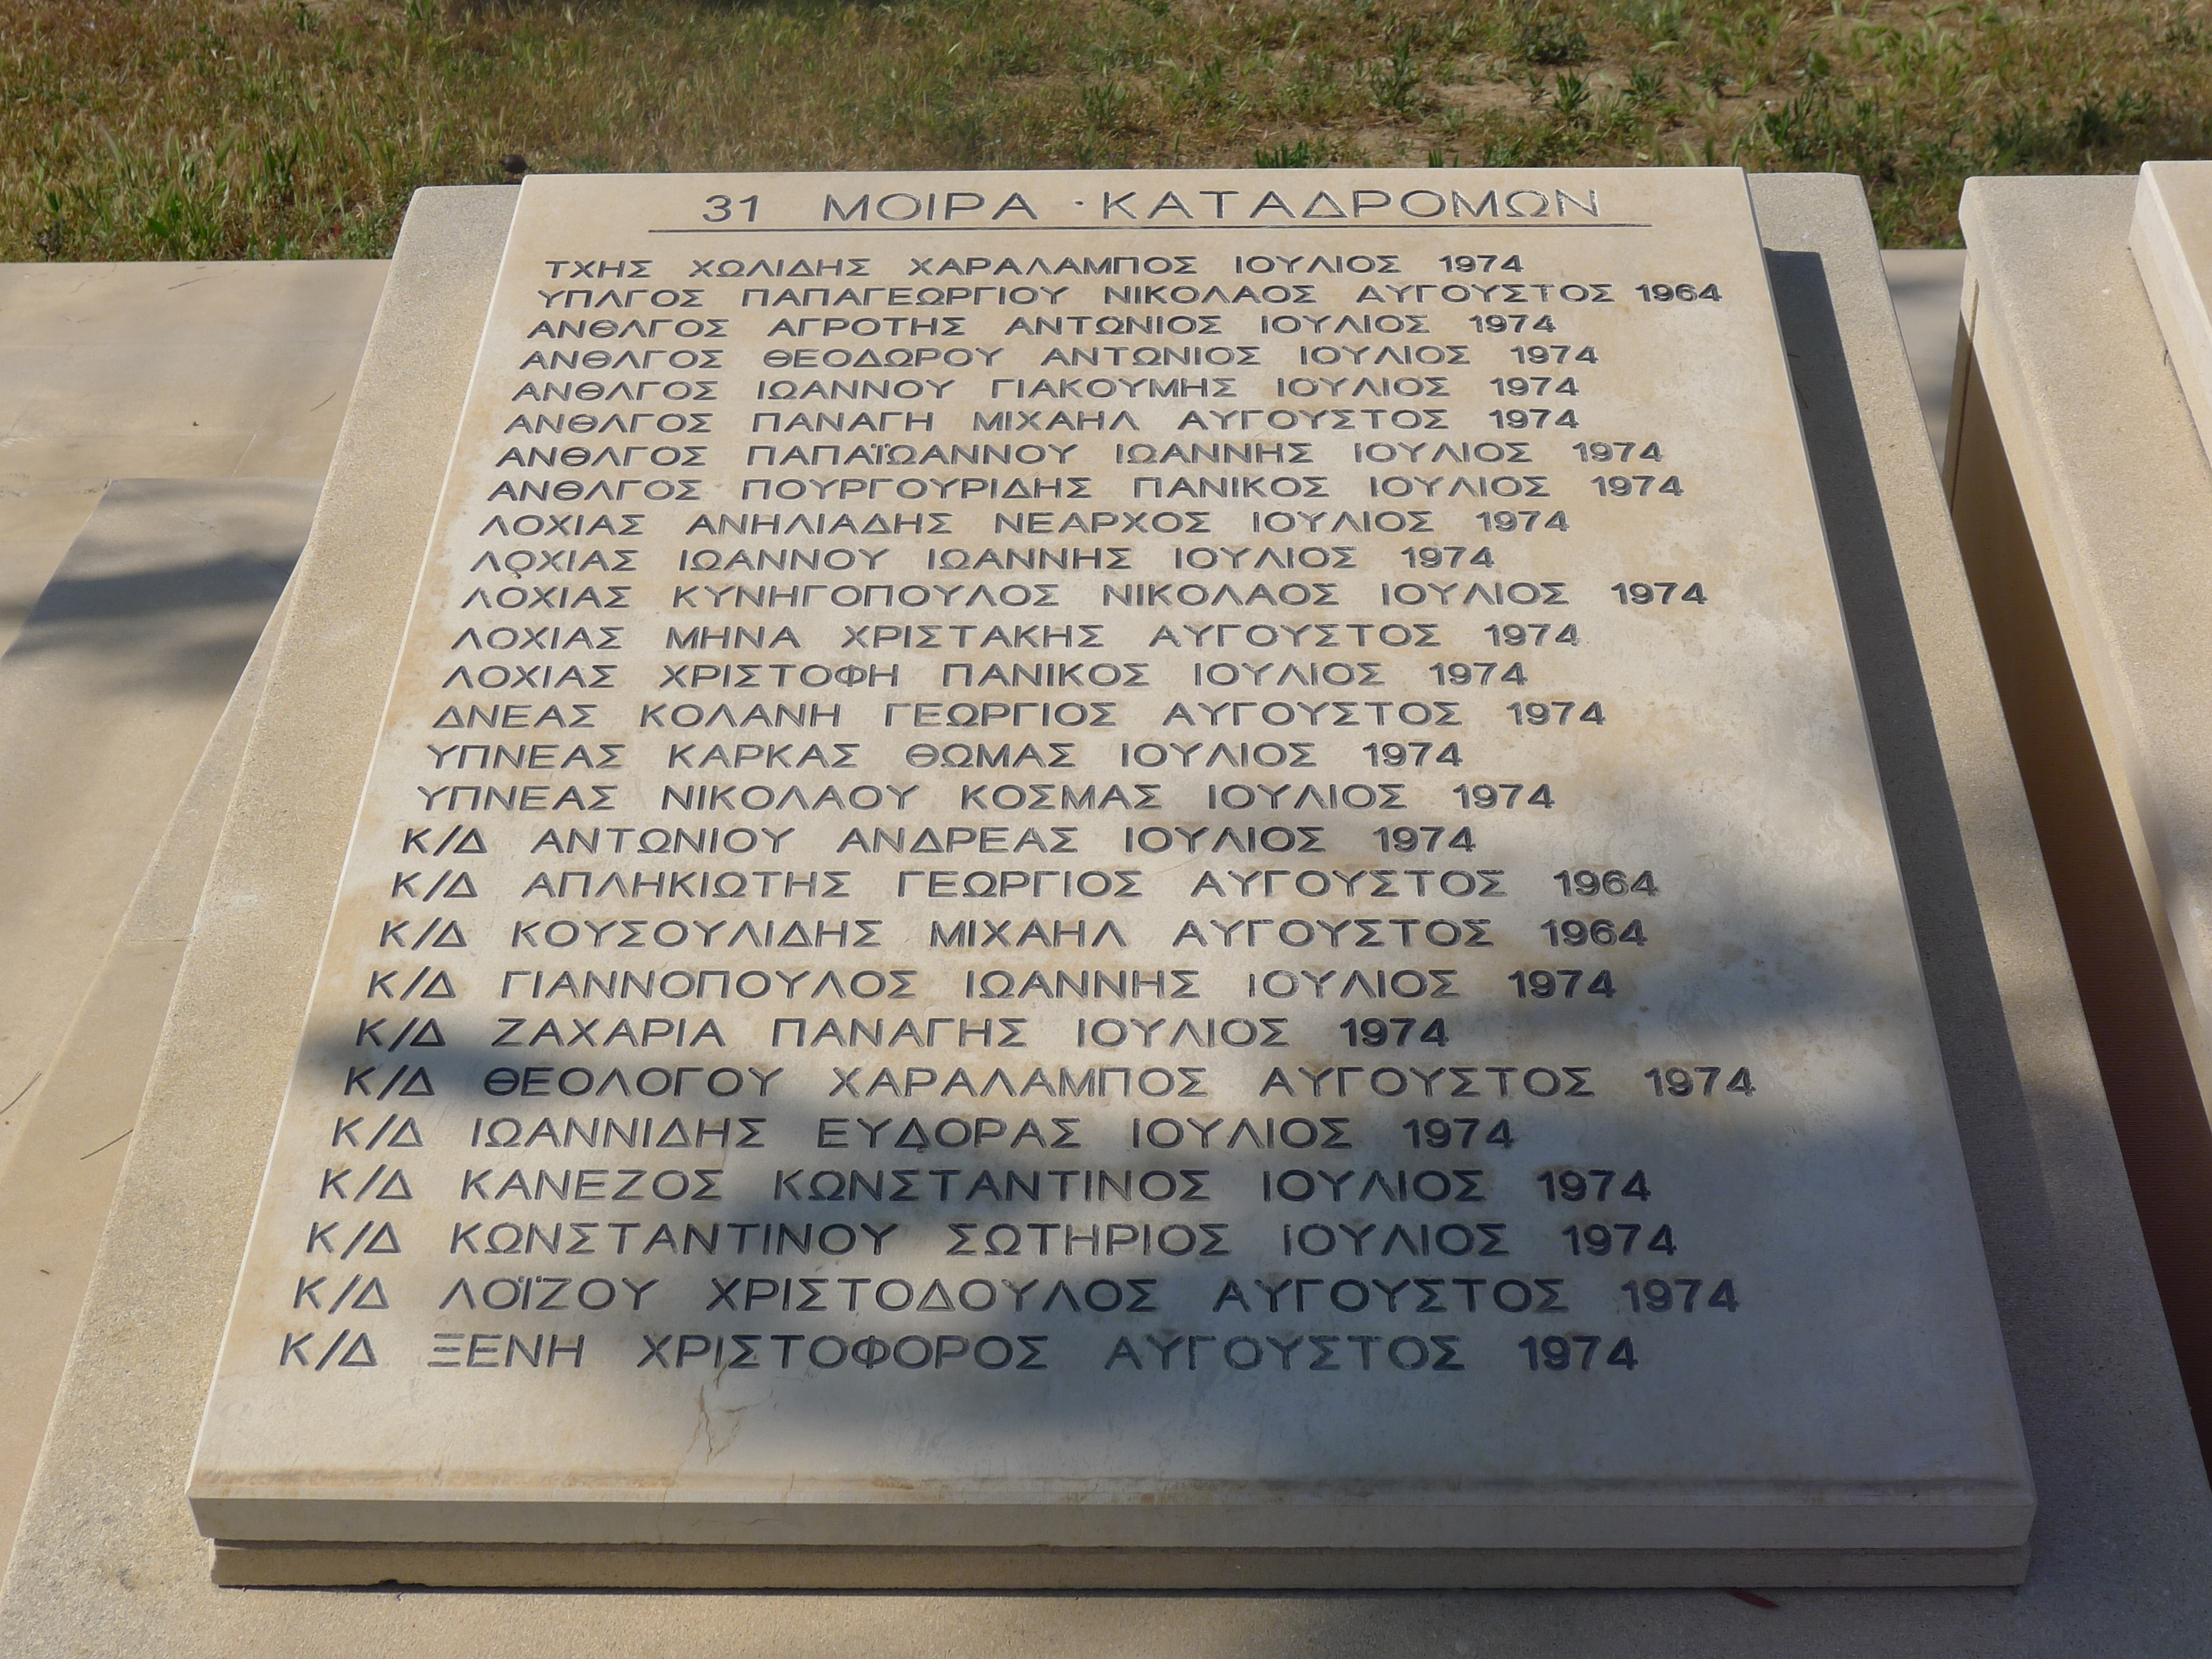 31 ΜΟΙΡΑ · ΚΑΤΑΔΡΟΜΩΝ
ΤΧΗΣ ΧΩΛΙΔΗΣ ΧΑΡΑΛΑΜΠΟΣ ΙΟΥΛΙΟΣ 1974
ΥΠΛΓΟΣ ΠΑΠΑΓΕΩΡΓΙΟΥ ΝΙΚΟΛΑΟΣ ΑΥΓΟΥΣΤΟΣ 1964
ΑΝΘΛΓΟΣ ΑΓΡΟΤΗΣ ΑΝΤΩΝΙΟΣ ΙΟΥΛΙΟΣ 1974
ΑΝΘΛΓΟΣ ΘΕΟΔΩΡΟΥ ΑΝΤΩΝΙΟΣ ΙΟΥΛΙΟΣ 1974
ΑΝΘΛΓΟΣ ΙΩΑΝΝΟΥ ΓΙΑΚΟΥΜΗΣ ΙΟΥΛΙΟΣ 1974
ΑΝΘΛΓΟΣ ΠΑΝΑΓΗ ΜΙΧΑΗΛ ΑΥΓΟΥΣΤΟΣ 1974
ΑΝΘΛΓΟΣ ΠΑΠΑΪΩΑΝΝΟΥ ΙΩΑΝΝΗΣ ΙΟΥΛΙΟΣ 1974
ΑΝΘΛΓΟΣ ΠΟΥΡΓΟΥΡΙΔΗΣ ΠΑΝΙΚΟΣ ΙΟΥΛΙΟΣ 1974
ΛΟΧΙΑΣ ΑΝΗΛΙΑΔΗΣ ΝΕΑΡΧΟΣ ΙΟΥΛΙΟΣ 1974
ΛΟΧΙΑΣ ΙΩΑΝΝΟΥ ΙΩΑΝΝΗΣ ΙΟΥΛΙΟΣ 1974
ΛΟΧΙΑΣ ΚΥΝΗΓΟΠΟΥΛΟΣ ΝΙΚΟΛΑΟΣ ΙΟΥΛΙΟΣ 1974
ΛΟΧΙΑΣ ΜΗΝΑ ΧΡΙΣΤΑΚΗΣ ΑΥΓΟΥΣΤΟΣ 1974
ΛΟΧΙΑΣ ΧΡΙΣΤΟΦΗ ΠΑΝΙΚΟΣ ΙΟΥΛΙΟΣ 1974
ΔΝΕΑΣ ΚΟΛΑΝΗ ΓΕΩΡΓΙΟΣ ΑΥΓΟΥΣΤΟΣ 1974
ΥΠΝΕΑΣ ΚΑΡΚΑΣ ΘΩΜΑΣ ΙΟΥΛΙΟΣ 1974
ΥΠΝΕΑΣ ΝΙΚΟΛΑΟΥ ΚΟΣΜΑΣ ΙΟΥΛΙΟΣ 1974
Κ/Δ ΑΝΤΩΝΙΟΥ ΑΝΔΡΕΑΣ ΙΟΥΛΙΟΣ 1974
Κ/Δ ΑΠΛΗΚΙΩΤΗΣ ΓΕΩΡΓΙΟΣ ΑΥΓΟΥΣΤΟΣ 1964
Κ/Δ ΚΟΥΣΟΥΛΙΔΗΣ ΜΙΧΑΗΛ ΑΥΓΟΥΣΤΟΣ 1964
Κ/Δ ΓΙΑΝΝΟΠΟΥΛΟΣ ΙΩΑΝΝΗΣ ΙΟΥΛΙΟΣ 1974
Κ/Δ ΖΑΧΑΡΙΑ ΠΑΝΑΓΗΣ ΙΟΥΛΙΟΣ 1974
Κ/Δ ΘΕΟΛΟΓΟΥ ΧΑΡΑΛΑΜΠΟΣ ΑΥΓΟΥΣΤΟΣ 1974
Κ/Δ ΙΩΑΝΝΙΔΗΣ ΕΥΔΟΡΑΣ ΙΟΥΛΙΟΣ 1974
Κ/Δ ΚΑΝΕΖΟΣ ΚΩΝΣΤΑΝΤΙΝΟΣ ΙΟΥΛΙΟΣ 1974
Κ/Δ ΚΩΝΣΤΑΝΤΙΝΟΥ ΣΩΤΗΡΙΟΣ ΙΟΥΛΙΟΣ 1974
Κ/Δ ΛΟΪΖΟΥ ΧΡΙΣΤΟΔΟΥΛΟΣ ΑΥΓΟΥΣΤΟΣ 1974
Κ/Δ ΞΕΝΗ ΧΡΙΣΤΟΦΟΡΟΣ ΑΥΓΟΥΣΤΟΣ 1974